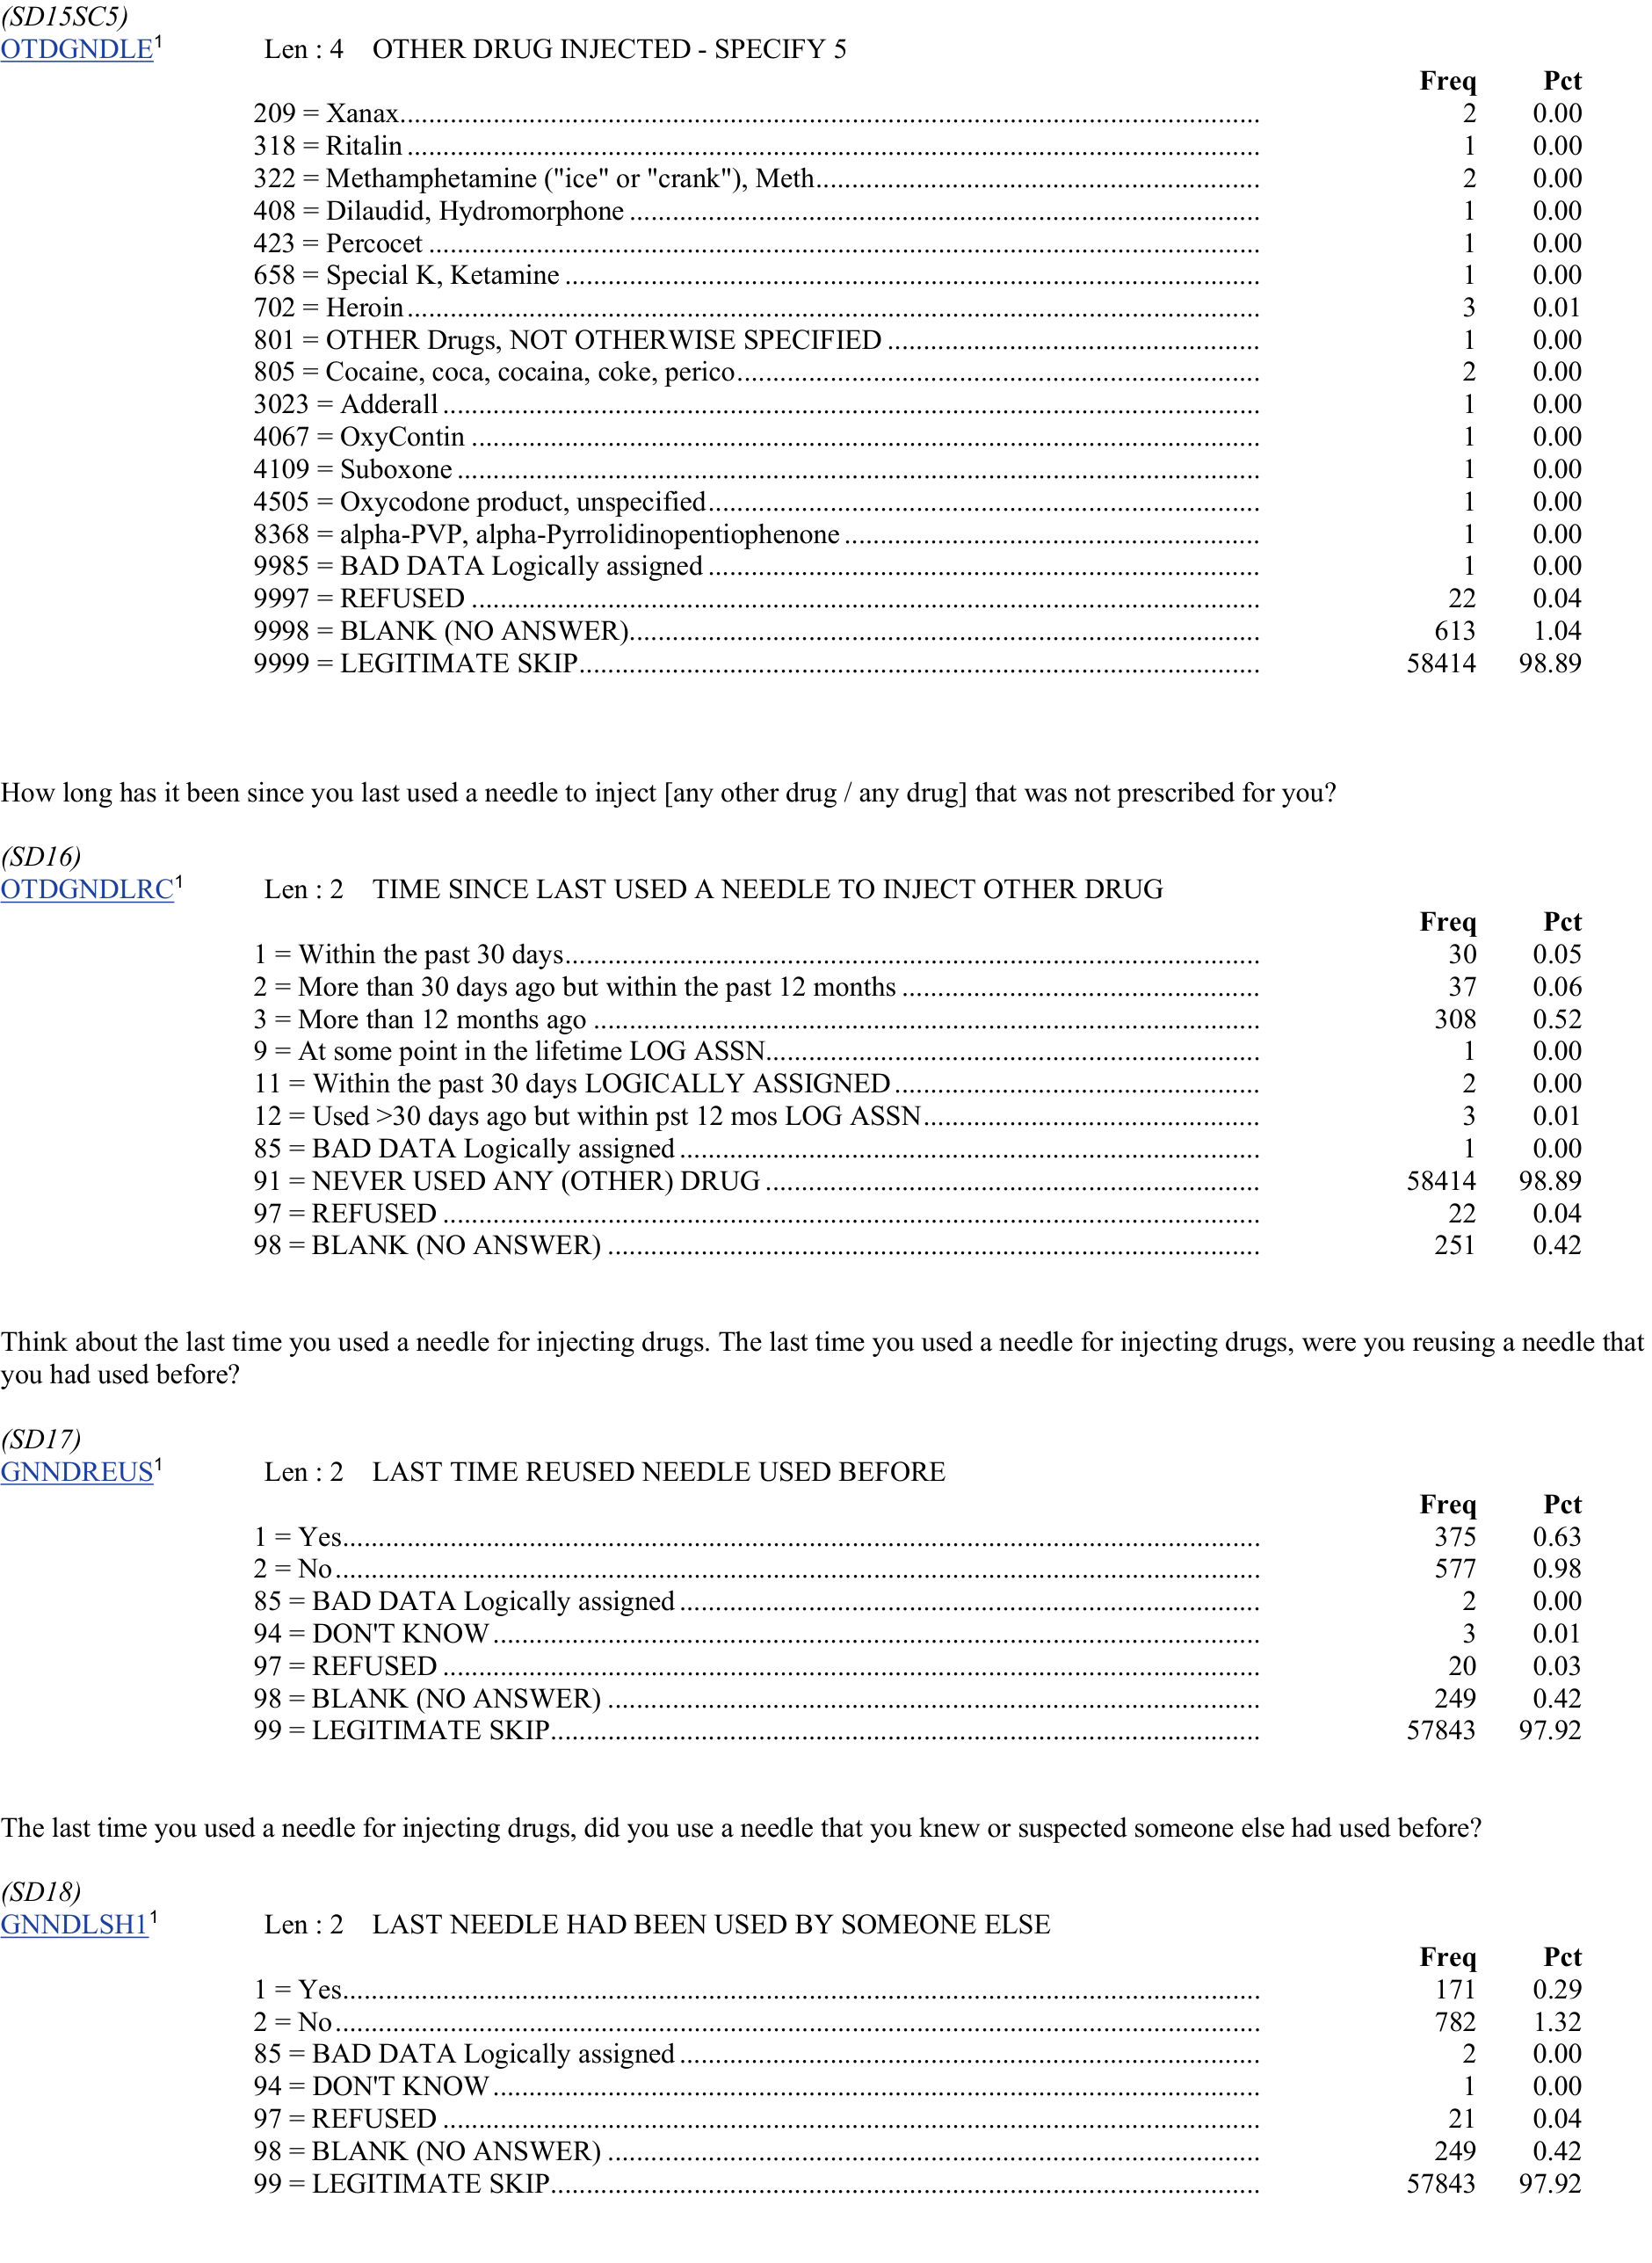 (SD15SC5)
OTDGNDLE1 Len : 4 OTHER DRUG INJECTED - SPECIFY 5
Freq Pct
209 = Xanax 2 0.00
318 = Ritalin 1 0.00
322 = Methamphetamine ("ice" or "crank"), Meth 2 0.00
408 = Dilaudid, Hydromorphone 1 0.00
423 = Percocet 1 0.00
658 = Special K, Ketamine 1 0.00
702 = Heroin 3 0.01
801 = OTHER Drugs, NOT OTHERWISE SPECIFIED 1 0.00
805 = Cocaine, coca, cocaina, coke, perico 2 0.00
3023 = Adderall 1 0.00
4067 = OxyContin 1 0.00
4109 = Suboxone 1 0.00
4505 = Oxycodone product, unspecified 1 0.00
8368 = alpha-PVP, alpha-Pyrrolidinopentiophenone 1 0.00
9985 = BAD DATA Logically assigned 1 0.00
9997 = REFUSED 22 0.04
9998 = BLANK (NO ANSWER) 613 1.04
9999 = LEGITIMATE SKIP 58414 98.89
How long has it been since you last used a needle to inject [any other drug / any drug] that was not prescribed for you?
(SD16)
OTDGNDLRC1 Len : 2 TIME SINCE LAST USED A NEEDLE TO INJECT OTHER DRUG
Freq Pct
1 = Within the past 30 days 30 0.05
2 = More than 30 days ago but within the past 12 months 37 0.06
3 = More than 12 months ago 308 0.52
9 = At some point in the lifetime LOG ASSN 1 0.00
11 = Within the past 30 days LOGICALLY ASSIGNED 2 0.00
12 = Used >30 days ago but within pst 12 mos LOG ASSN 3 0.01
85 = BAD DATA Logically assigned 1 0.00
91 = NEVER USED ANY (OTHER) DRUG 58414 98.89
97 = REFUSED 22 0.04
98 = BLANK (NO ANSWER) 251 0.42
Think about the last time you used a needle for injecting drugs. The last time you used a needle for injecting drugs, were you reusing a needle that
you had used before?
(SD17)
GNNDREUS1 Len : 2 LAST TIME REUSED NEEDLE USED BEFORE
Freq Pct
1 = Yes 375 0.63
2 = No 577 0.98
85 = BAD DATA Logically assigned 2 0.00
94 = DON'T KNOW 3 0.01
97 = REFUSED 20 0.03
98 = BLANK (NO ANSWER) 249 0.42
99 = LEGITIMATE SKIP 57843 97.92
The last time you used a needle for injecting drugs, did you use a needle that you knew or suspected someone else had used before?
(SD18)
GNNDLSH11 Len : 2 LAST NEEDLE HAD BEEN USED BY SOMEONE ELSE
Freq Pct
1 = Yes 171 0.29
2 = No 782 1.32
85 = BAD DATA Logically assigned 2 0.00
94 = DON'T KNOW 1 0.00
97 = REFUSED 21 0.04
98 = BLANK (NO ANSWER) 249 0.42
99 = LEGITIMATE SKIP 57843 97.92